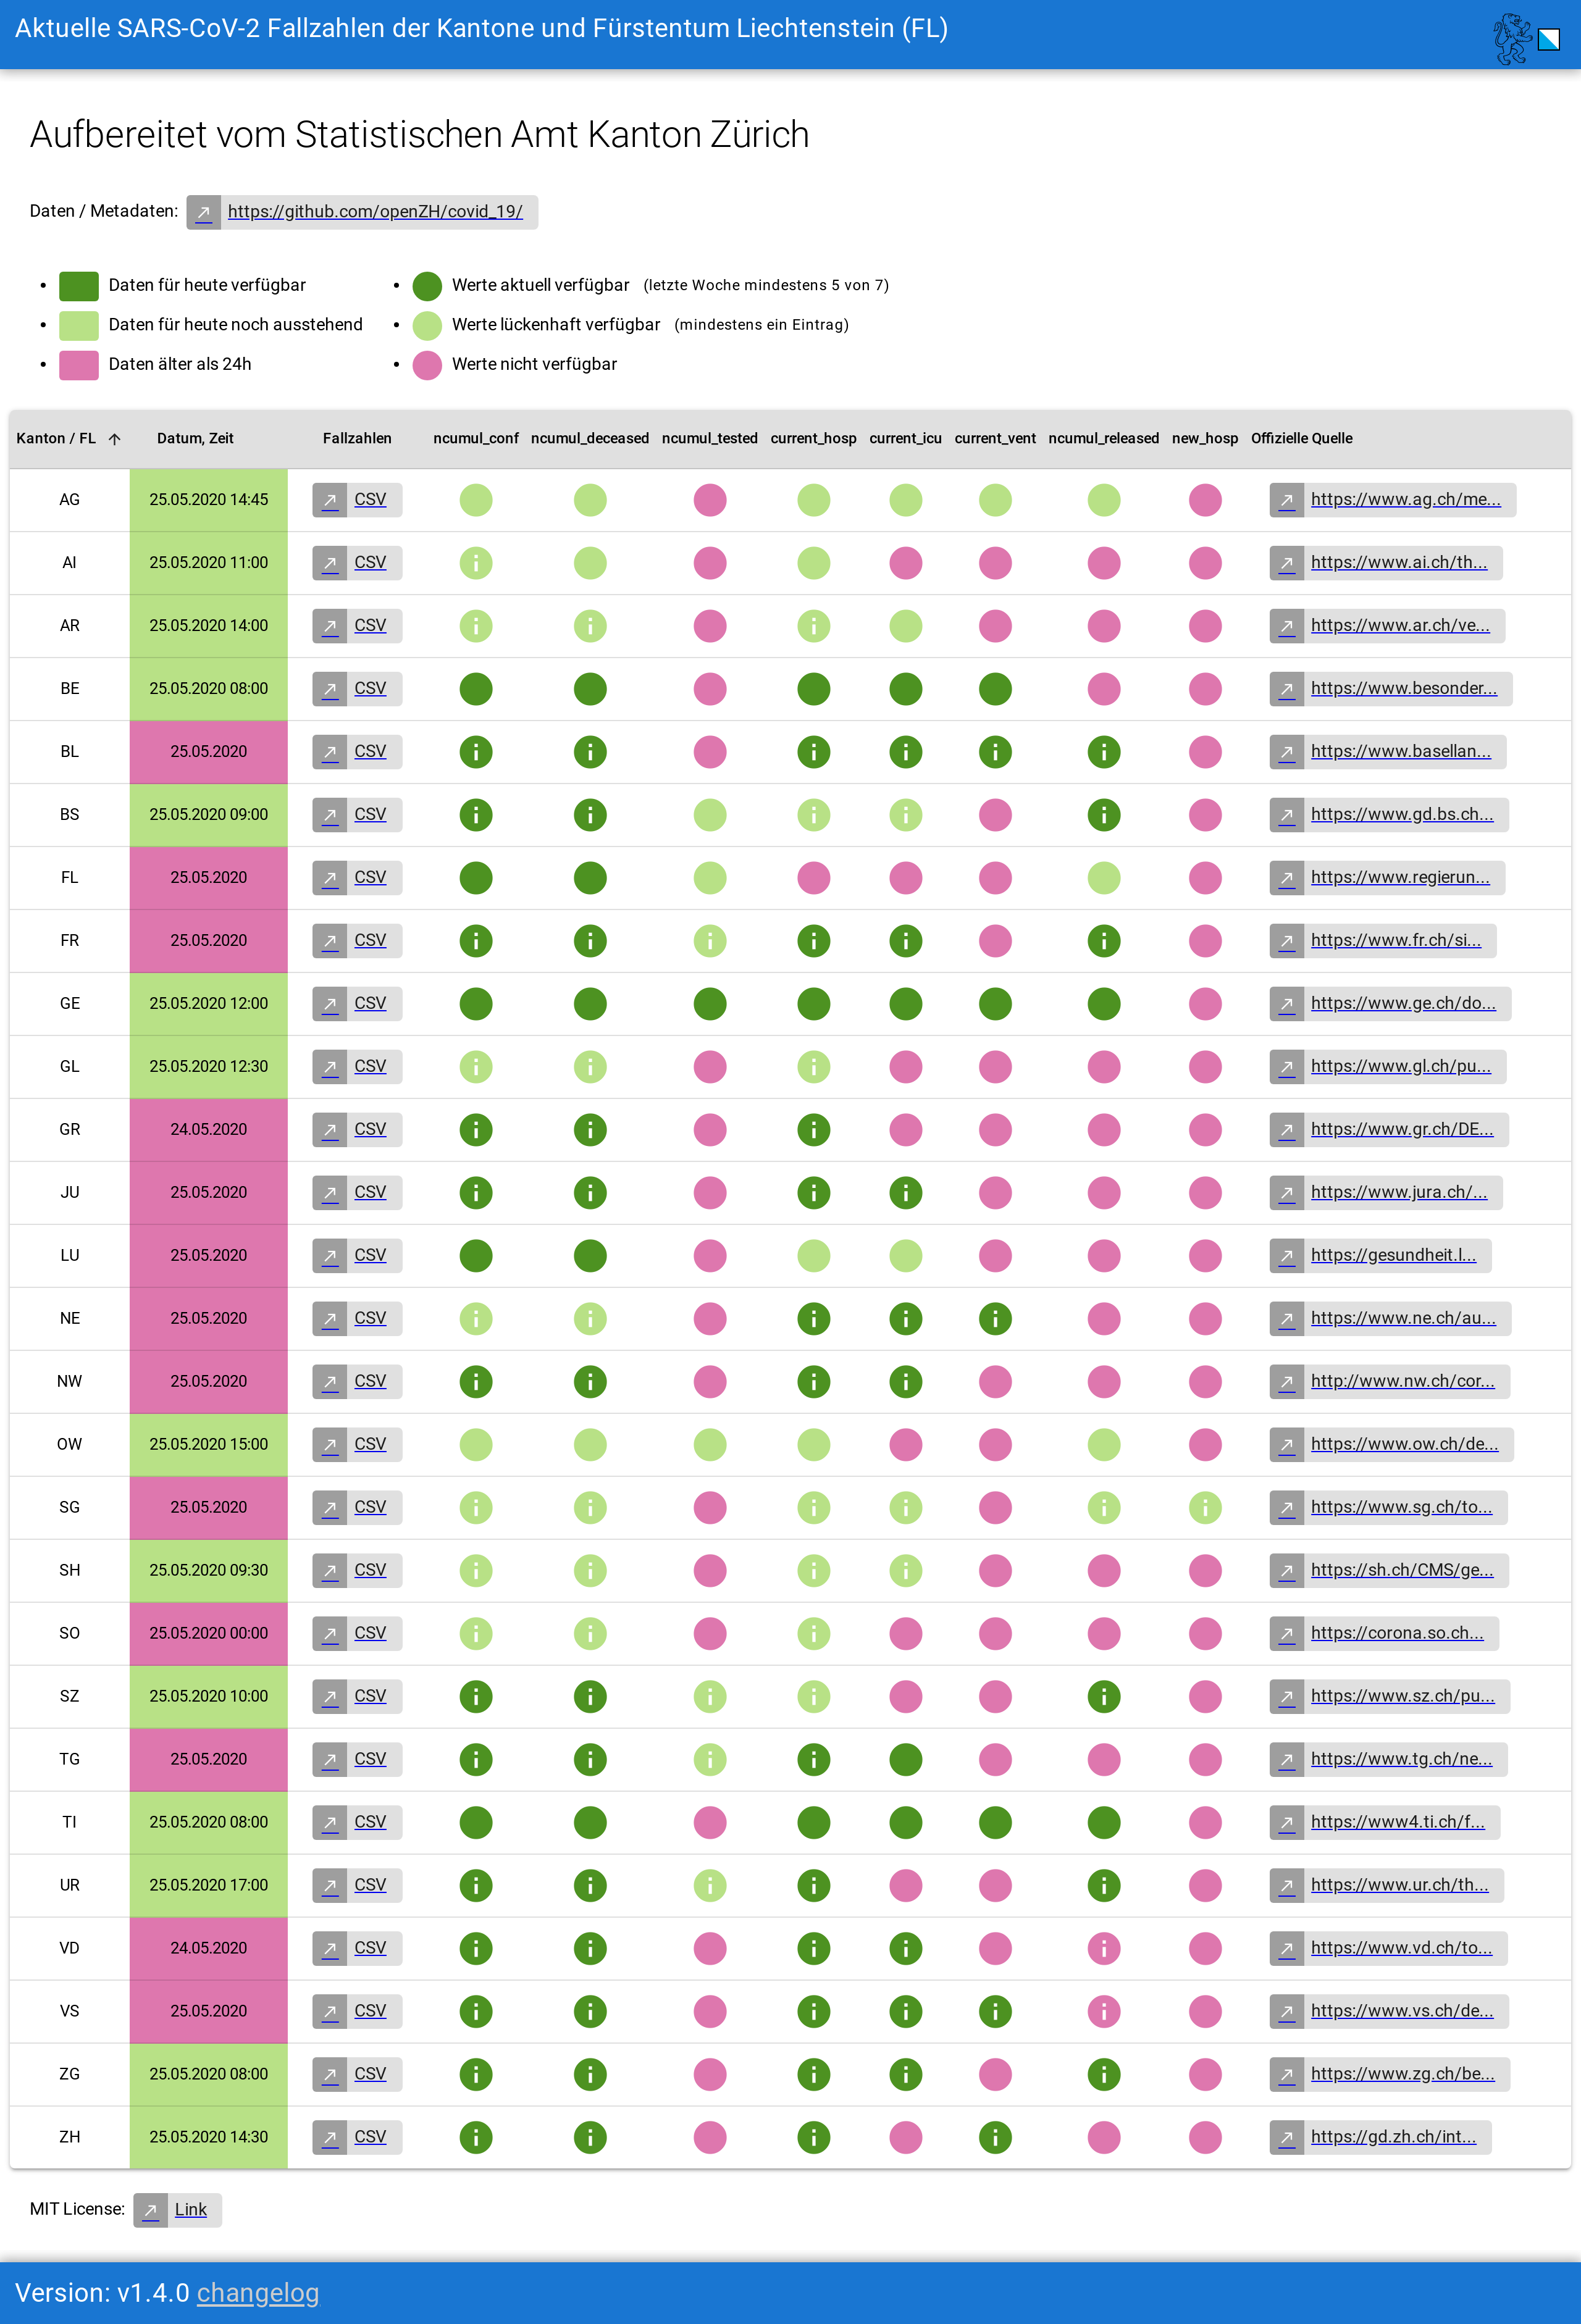 Aktuelle SARS-CoV-2 Fallzahlen der Kantone und Fürstentum Liechtenstein (FL)
Aufbereitet vom Statistischen Amt Kanton Zürich
Daten / Metadaten: https://github.com/openZH/covid_19/
Daten für heute verfügbar
Daten für heute noch ausstehend
Daten älter als 24h
Werte aktuell verfügbar (letzte Woche mindestens 5 von 7)
Werte lückenhaft verfügbar (mindestens ein Eintrag)
Werte nicht verfügbar
Kanton / FL Datum, Zeit Fallzahlen ncumul_conf ncumul_deceased ncumul_tested current_hosp current_icu current_vent ncumul_released new_hosp Offizielle Quelle
AG 25.05.2020 14:45 CSV https://www.ag.ch/me...
AI 25.05.2020 11:00 CSV https://www.ai.ch/th...
AR 25.05.2020 14:00 CSV https://www.ar.ch/ve...
BE 25.05.2020 08:00 CSV https://www.besonder...
BL 25.05.2020 CSV https://www.basellan...
BS 25.05.2020 09:00 CSV https://www.gd.bs.ch...
FL 25.05.2020 CSV https://www.regierun...
FR 25.05.2020 CSV https://www.fr.ch/si...
GE 25.05.2020 12:00 CSV https://www.ge.ch/do...
GL 25.05.2020 12:30 CSV https://www.gl.ch/pu...
GR 24.05.2020 CSV https://www.gr.ch/DE...
JU 25.05.2020 CSV https://www.jura.ch/...
LU 25.05.2020 CSV https://gesundheit.l...
NE 25.05.2020 CSV https://www.ne.ch/au...
NW 25.05.2020 CSV http://www.nw.ch/cor...
OW 25.05.2020 15:00 CSV https://www.ow.ch/de...
SG 25.05.2020 CSV https://www.sg.ch/to...
SH 25.05.2020 09:30 CSV https://sh.ch/CMS/ge...
SO 25.05.2020 00:00 CSV https://corona.so.ch...
SZ 25.05.2020 10:00 CSV https://www.sz.ch/pu...
TG 25.05.2020 CSV https://www.tg.ch/ne...
TI 25.05.2020 08:00 CSV https://www4.ti.ch/f...
UR 25.05.2020 17:00 CSV https://www.ur.ch/th...
VD 24.05.2020 CSV https://www.vd.ch/to...
VS 25.05.2020 CSV https://www.vs.ch/de...
ZG 25.05.2020 08:00 CSV https://www.zg.ch/be...
ZH 25.05.2020 14:30 CSV https://gd.zh.ch/int...
MIT License: Link
Version: v1.4.0 changelog